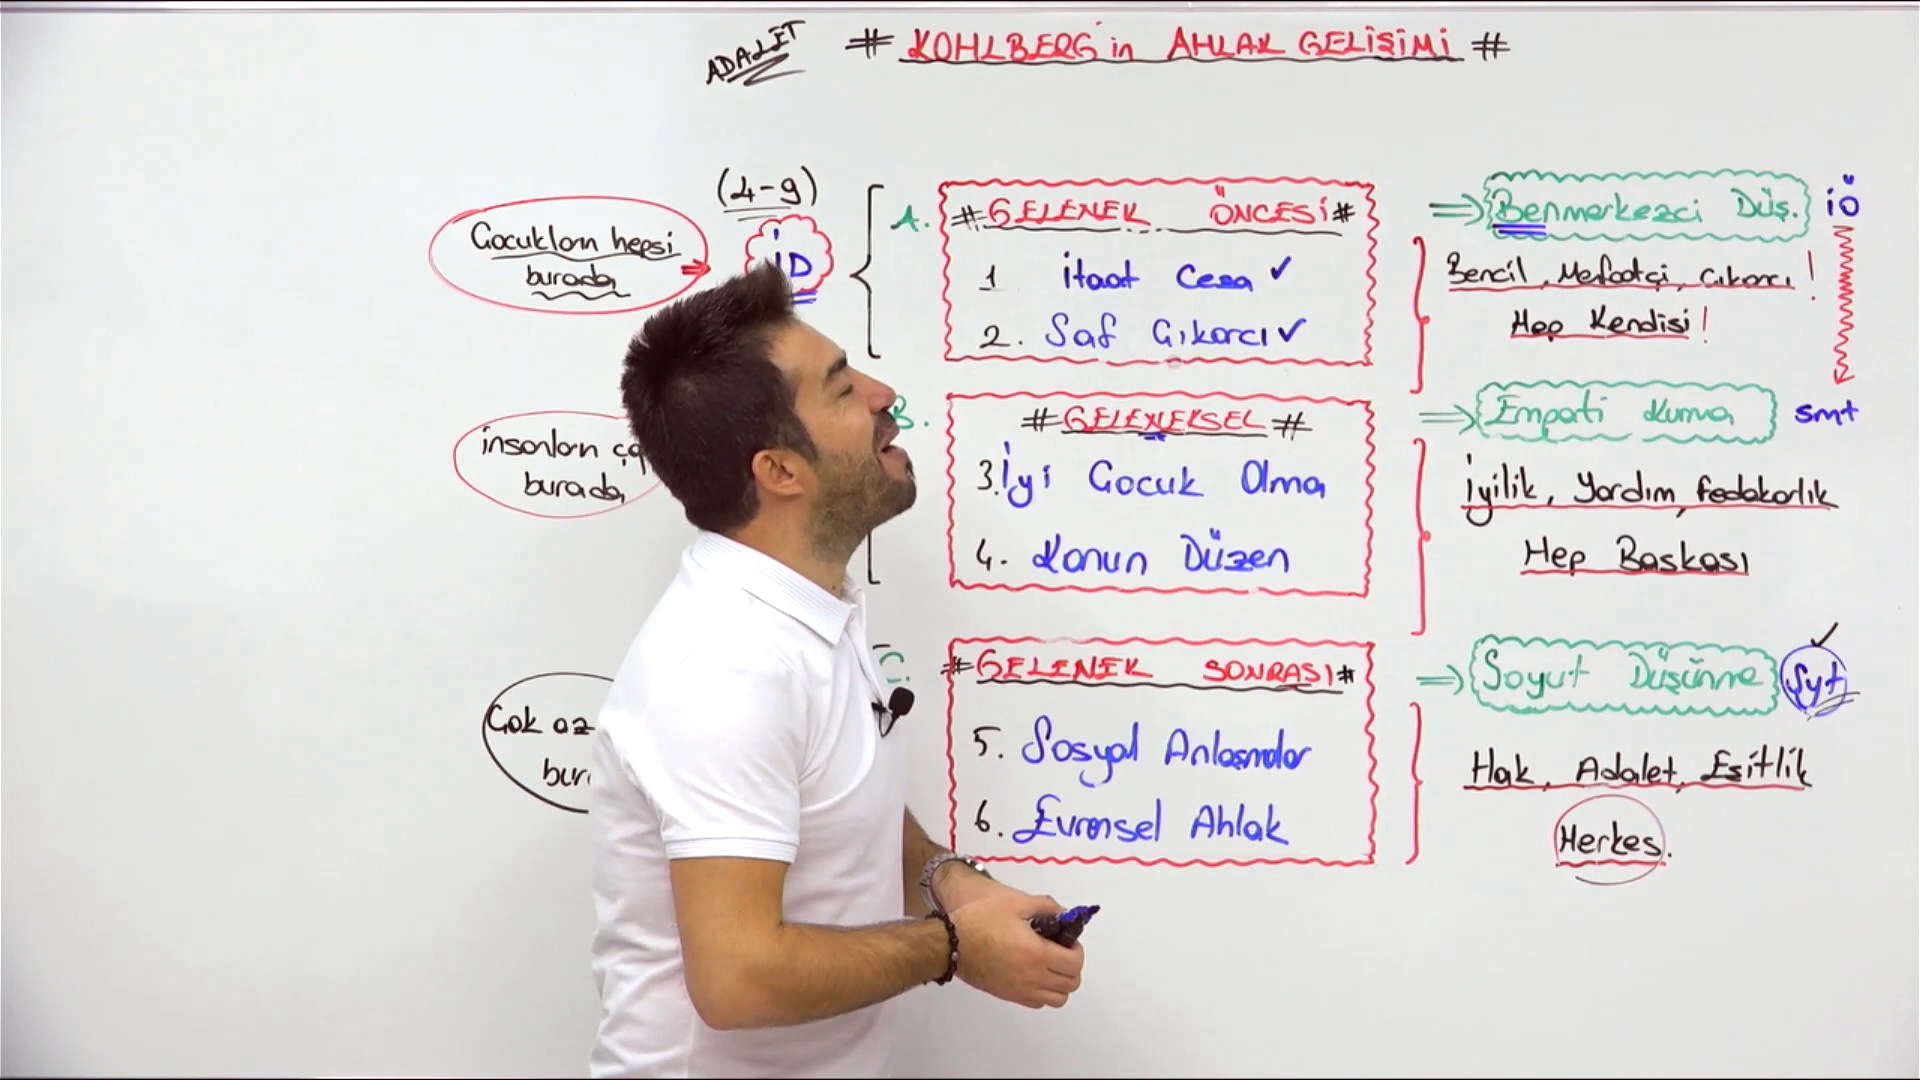 ADALET
# KOHLBERG'in AHLAK GELİŞİMİ #
(4-9)
İD
Çocukların hepsi
burada
A. # GELENEK ÖNCESİ #
1 İtaat Ceza ✓
2. Saf Çıkarcı ✓
⇒ Benmerkezci Düş. İÖ
Bencil, Menfaatçi, Çıkarcı !
Hep Kendisi !
insanların
burada
B. # GELENEKSEL #
3. İyi Çocuk Olma
4. Kanun Düzen
⇒ Empati Kurma smt
İyilik, Yardım, fedakarlık
Hep Başkası
Çok az
C. # GELENEK SONRASI #
5. Sosyal Anlaşmalar
6. Evrensel Ahlak
⇒ Soyut Düşünme Syt ✓
Hak, Adalet, Eşitlik
Herkes.